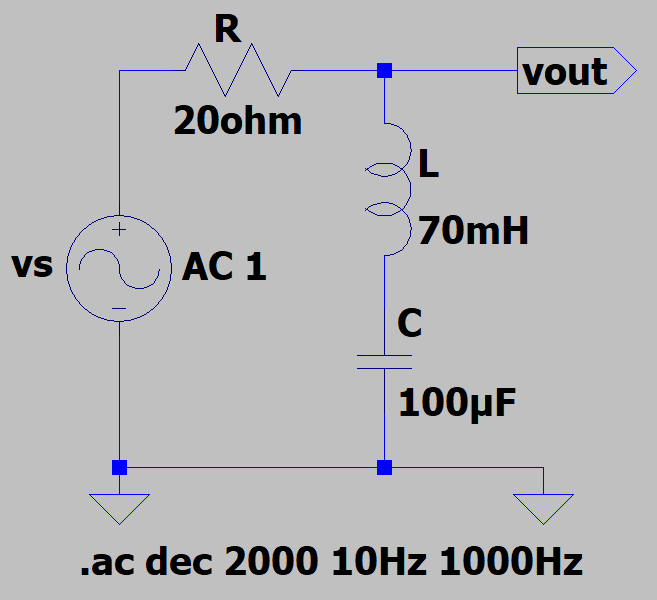 R
20ohm
vout
L
70mH
vs
+
AC 1
−
C
100µF
.ac dec 2000 10Hz 1000Hz